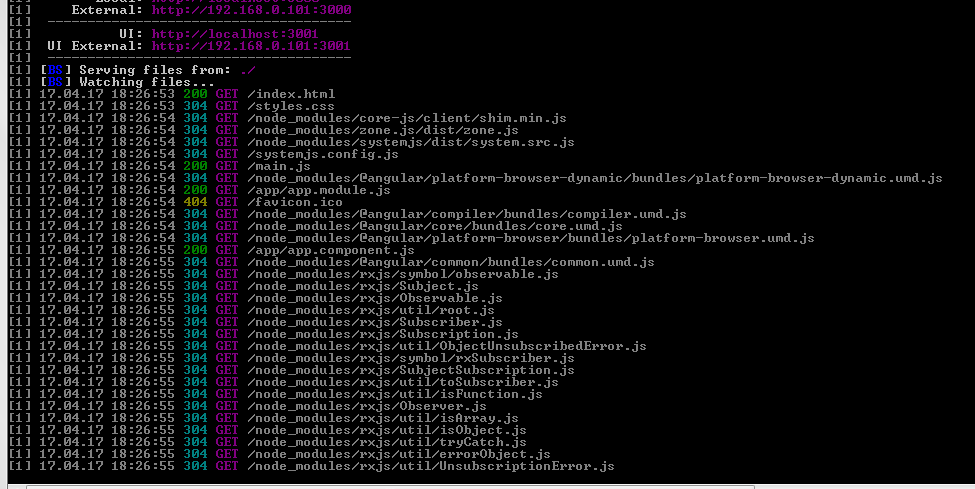 [1]     External: http://192.168.0.101:3000
[1]  --------------------------------------
[1]           UI: http://localhost:3001
[1]  UI External: http://192.168.0.101:3001
[1]  --------------------------------------
[1] [BS] Serving files from: ./
[1] [BS] Watching files...
[1] 17.04.17 18:26:53 200 GET /index.html
[1] 17.04.17 18:26:53 304 GET /styles.css
[1] 17.04.17 18:26:54 304 GET /node_modules/core-js/client/shim.min.js
[1] 17.04.17 18:26:54 304 GET /node_modules/zone.js/dist/zone.js
[1] 17.04.17 18:26:54 304 GET /node_modules/systemjs/dist/system.src.js
[1] 17.04.17 18:26:54 304 GET /systemjs.config.js
[1] 17.04.17 18:26:54 200 GET /main.js
[1] 17.04.17 18:26:54 304 GET /node_modules/@angular/platform-browser-dynamic/bundles/platform-browser-dynamic.umd.js
[1] 17.04.17 18:26:54 200 GET /app/app.module.js
[1] 17.04.17 18:26:54 404 GET /favicon.ico
[1] 17.04.17 18:26:54 304 GET /node_modules/@angular/compiler/bundles/compiler.umd.js
[1] 17.04.17 18:26:54 304 GET /node_modules/@angular/core/bundles/core.umd.js
[1] 17.04.17 18:26:54 304 GET /node_modules/@angular/platform-browser/bundles/platform-browser.umd.js
[1] 17.04.17 18:26:55 200 GET /app/app.component.js
[1] 17.04.17 18:26:55 304 GET /node_modules/@angular/common/bundles/common.umd.js
[1] 17.04.17 18:26:55 304 GET /node_modules/rxjs/symbol/observable.js
[1] 17.04.17 18:26:55 304 GET /node_modules/rxjs/Subject.js
[1] 17.04.17 18:26:55 304 GET /node_modules/rxjs/Observable.js
[1] 17.04.17 18:26:55 304 GET /node_modules/rxjs/util/root.js
[1] 17.04.17 18:26:55 304 GET /node_modules/rxjs/Subscriber.js
[1] 17.04.17 18:26:55 304 GET /node_modules/rxjs/Subscription.js
[1] 17.04.17 18:26:55 304 GET /node_modules/rxjs/util/ObjectUnsubscribedError.js
[1] 17.04.17 18:26:55 304 GET /node_modules/rxjs/symbol/rxSubscriber.js
[1] 17.04.17 18:26:55 304 GET /node_modules/rxjs/SubjectSubscription.js
[1] 17.04.17 18:26:55 304 GET /node_modules/rxjs/util/toSubscriber.js
[1] 17.04.17 18:26:55 304 GET /node_modules/rxjs/util/isFunction.js
[1] 17.04.17 18:26:55 304 GET /node_modules/rxjs/Observer.js
[1] 17.04.17 18:26:55 304 GET /node_modules/rxjs/util/isArray.js
[1] 17.04.17 18:26:55 304 GET /node_modules/rxjs/util/isObject.js
[1] 17.04.17 18:26:55 304 GET /node_modules/rxjs/util/tryCatch.js
[1] 17.04.17 18:26:55 304 GET /node_modules/rxjs/util/errorObject.js
[1] 17.04.17 18:26:55 304 GET /node_modules/rxjs/util/UnsubscriptionError.js